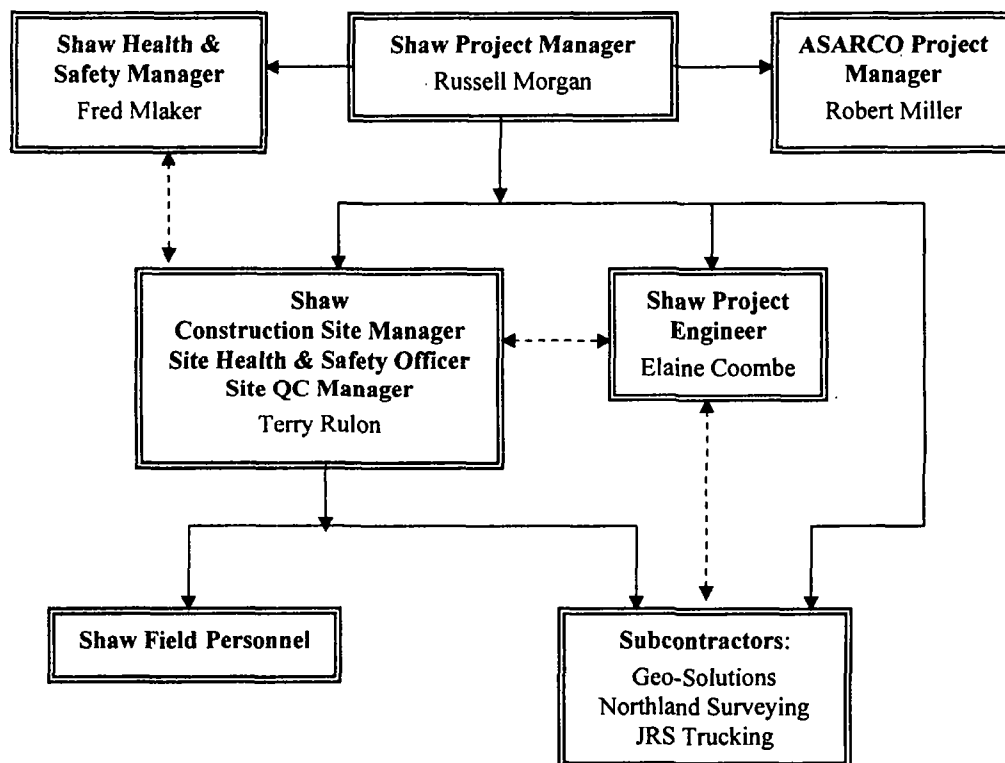 Shaw Health &
Safety Manager
Fred Mlaker
Shaw Project Manager
Russell Morgan
ASARCO Project
Manager
Robert Miller
Shaw
Construction Site Manager
Site Health & Safety Officer
Site QC Manager
Terry Rulon
Shaw Project
Engineer
Elaine Coombe
Shaw Field Personnel
Subcontractors:
Geo-Solutions
Northland Surveying
JRS Trucking